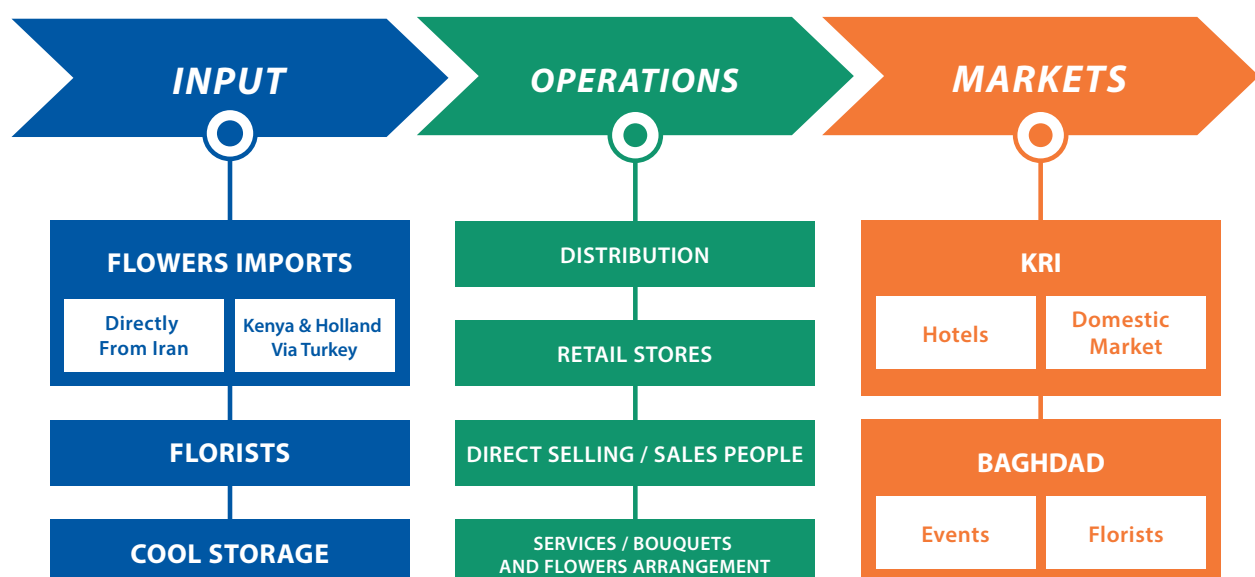 INPUT
OPERATIONS
MARKETS
FLOWERS IMPORTS
Directly
From Iran
Kenya & Holland
Via Turkey
FLORISTS
COOL STORAGE
DISTRIBUTION
RETAIL STORES
DIRECT SELLING / SALES PEOPLE
SERVICES / BOUQUETS
AND FLOWERS ARRANGEMENT
KRI
Hotels
Domestic
Market
BAGHDAD
Events
Florists